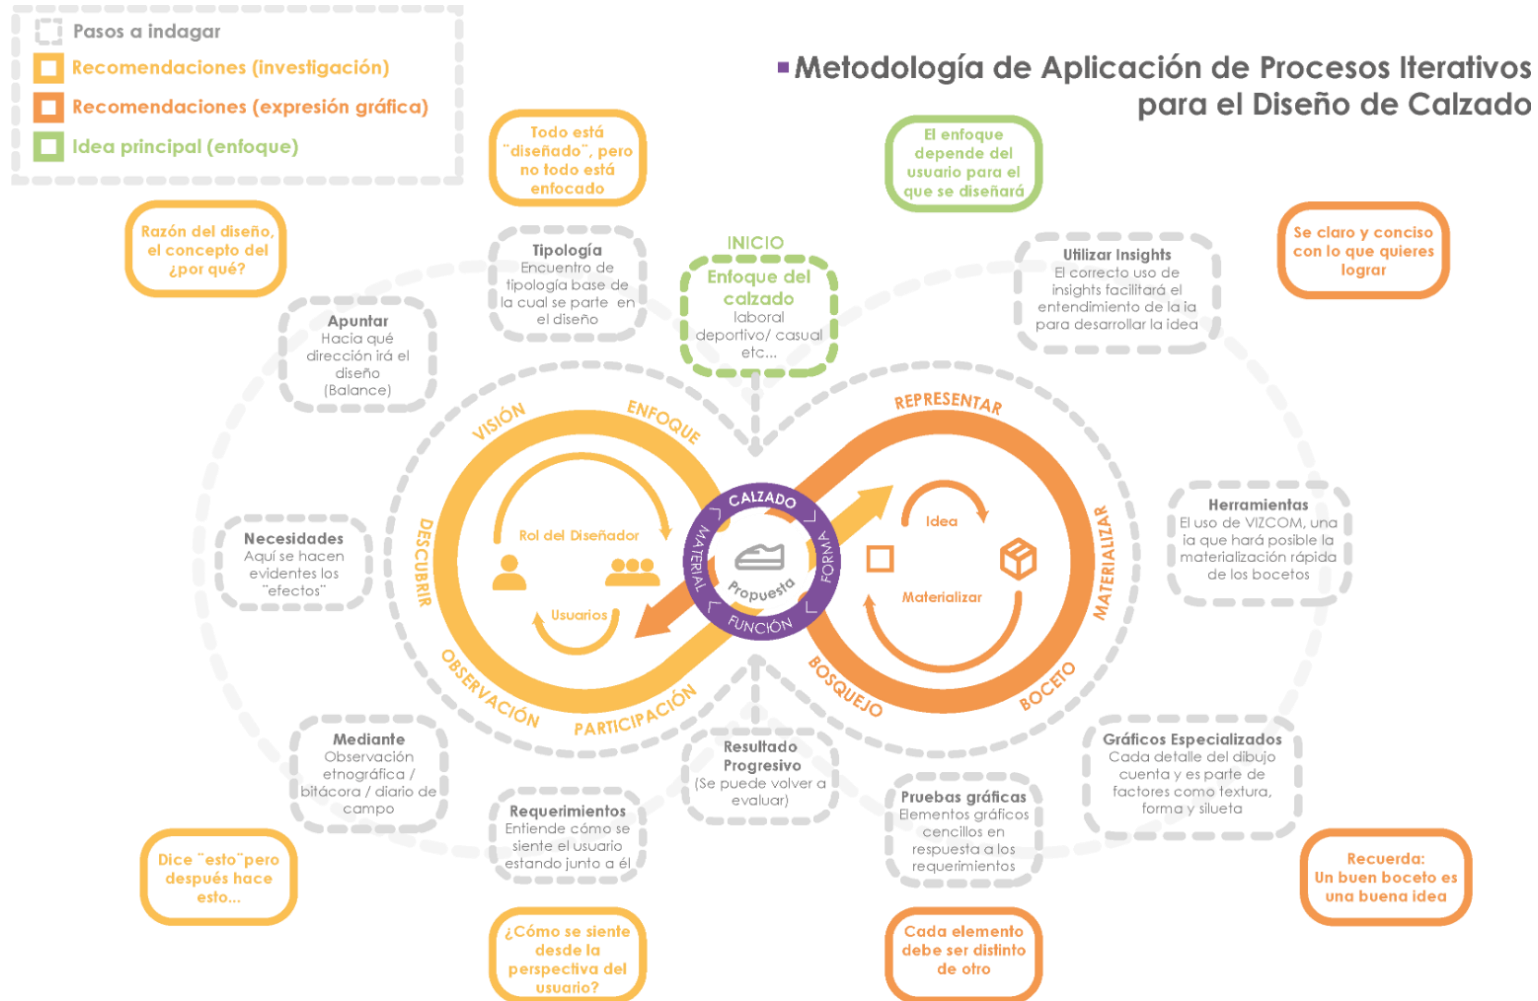 Pasos a indagar
Recomendaciones (investigación)
Recomendaciones (expresión gráfica)
Idea principal (enfoque)
Metodología de Aplicación de Procesos Iterativos
para el Diseño de Calzado
Todo está
¨diseñado¨, pero
no todo está
enfocado
El enfoque
depende del
usuario para el
que se diseñará
Razón del diseño,
el concepto del
¿por qué?
Se claro y conciso
con lo que quieres
lograr
Tipología
Encuentro de
tipología base de
la cual se parte en
el diseño
INICIO
Enfoque del
calzado
laboral
deportivo/ casual
etc...
Utilizar Insights
El correcto uso de
insights facilitará el
entendimiento de la ia
para desarrollar la idea
Apuntar
Hacia qué
dirección irá el
diseño
(Balance)
VISIÓN
ENFOQUE
REPRESENTAR
DESCUBRIR
MATERIALIZAR
OBSERVACIÓN
PARTICIPACIÓN
BOSQUEJO
BOCETO
Rol del Diseñador
Usuarios
CALZADO
MATERIAL
FORMA
FUNCIÓN
Propuesta
Idea
Materializar
Necesidades
Aquí se hacen
evidentes los
¨efectos¨
Herramientas
El uso de VIZCOM, una
ia que hará posible la
materialización rápida
de los bocetos
Mediante
Observación
etnográfica /
bitácora / diario de
campo
Requerimientos
Entiende cómo se
siente el usuario
estando junto a él
Resultado
Progresivo
(Se puede volver a
evaluar)
Pruebas gráficas
Elementos gráficos
cencillos en
respuesta a los
requerimientos
Gráficos Especializados
Cada detalle del dibujo
cuenta y es parte de
factores como textura,
forma y silueta
Dice ¨esto¨pero
después hace
esto...
¿Cómo se siente
desde la
perspectiva del
usuario?
Cada elemento
debe ser distinto
de otro
Recuerda:
Un buen boceto es
una buena idea